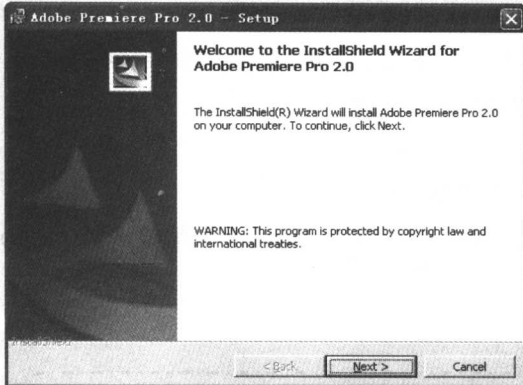 Adobe Premiere Pro 2.0 - Setup
Welcome to the InstallShield Wizard for
Adobe Premiere Pro 2.0
The InstallShield(R) Wizard will install Adobe Premiere Pro 2.0
on your computer. To continue, click Next.
WARNING: This program is protected by copyright law and
international treaties.
InstallShield
< Back
Next >
Cancel